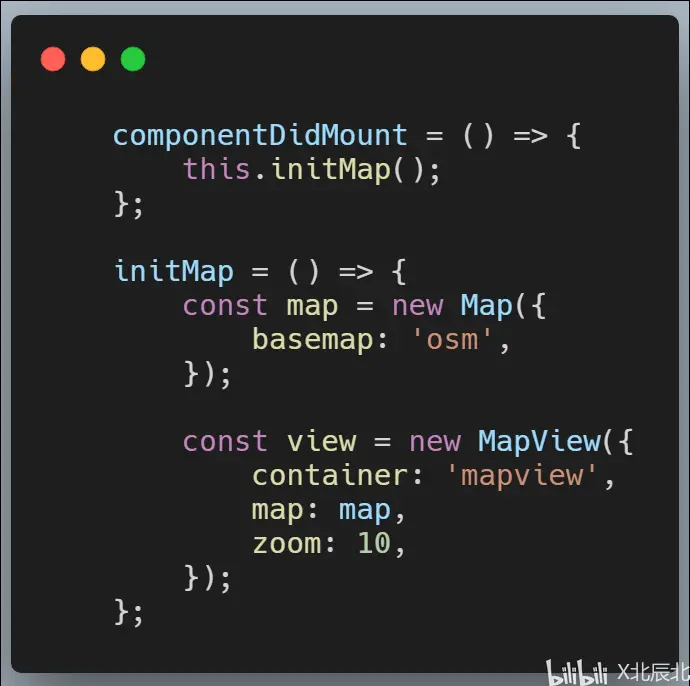 componentDidMount = () => {
    this.initMap();
};

initMap = () => {
    const map = new Map({
        basemap: 'osm',
    });

    const view = new MapView({
        container: 'mapview',
        map: map,
        zoom: 10,
    });
};
bilibili X北辰北